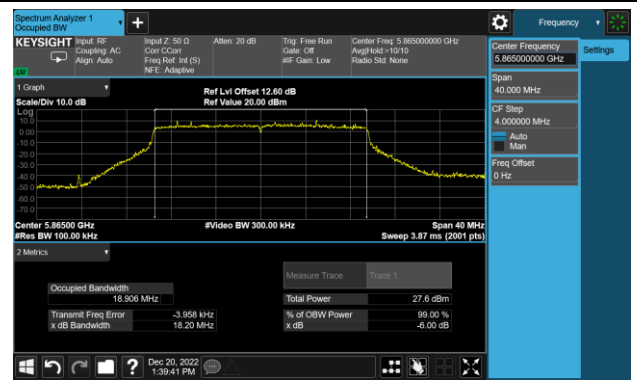 Spectrum Analyzer 1
Occupied BW
Frequency
KEYSIGHT
Input: RF
Coupling: AC
Align: Auto
Input Z: 50 Ω
Corr CCorr
Freq Ref: Int (S)
NFE: Adaptive
Atten: 20 dB
Trig: Free Run
Gate: Off
#IF Gain: Low
Center Freq: 5.865000000 GHz
Avg|Hold:>10/10
Radio Std: None
Center Frequency
5.865000000 GHz
Settings
Span
40.000 MHz
CF Step
4.000000 MHz
Auto
Man
Freq Offset
0 Hz
1 Graph
Scale/Div 10.0 dB
Ref Lvl Offset 12.60 dB
Ref Value 20.00 dBm
Log
10.0
0.00
-10.0
-20.0
-30.0
-40.0
-50.0
-60.0
-70.0
Center 5.86500 GHz
#Res BW 100.00 kHz
#Video BW 300.00 kHz
Span 40 MHz
Sweep 3.87 ms (2001 pts)
2 Metrics
Measure Trace
Trace 1
Occupied Bandwidth
18.906 MHz
Total Power
27.6 dBm
Transmit Freq Error
-3.958 kHz
% of OBW Power
99.00 %
x dB Bandwidth
18.20 MHz
x dB
-6.00 dB
Dec 20, 2022
1:39:41 PM